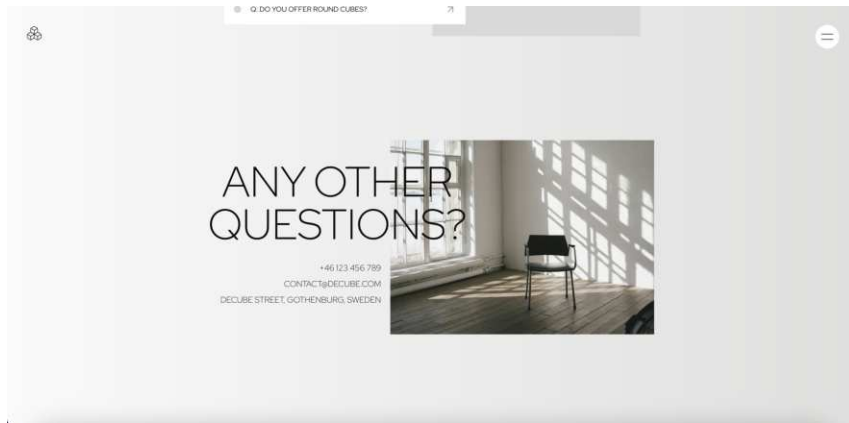 Q. DO YOU OFFER ROUND CUBES?
ANY OTHER
QUESTIONS?
+46 123 456 789
CONTACT@DECUBE.COM
DECUBE STREET, GOTHENBURG, SWEDEN